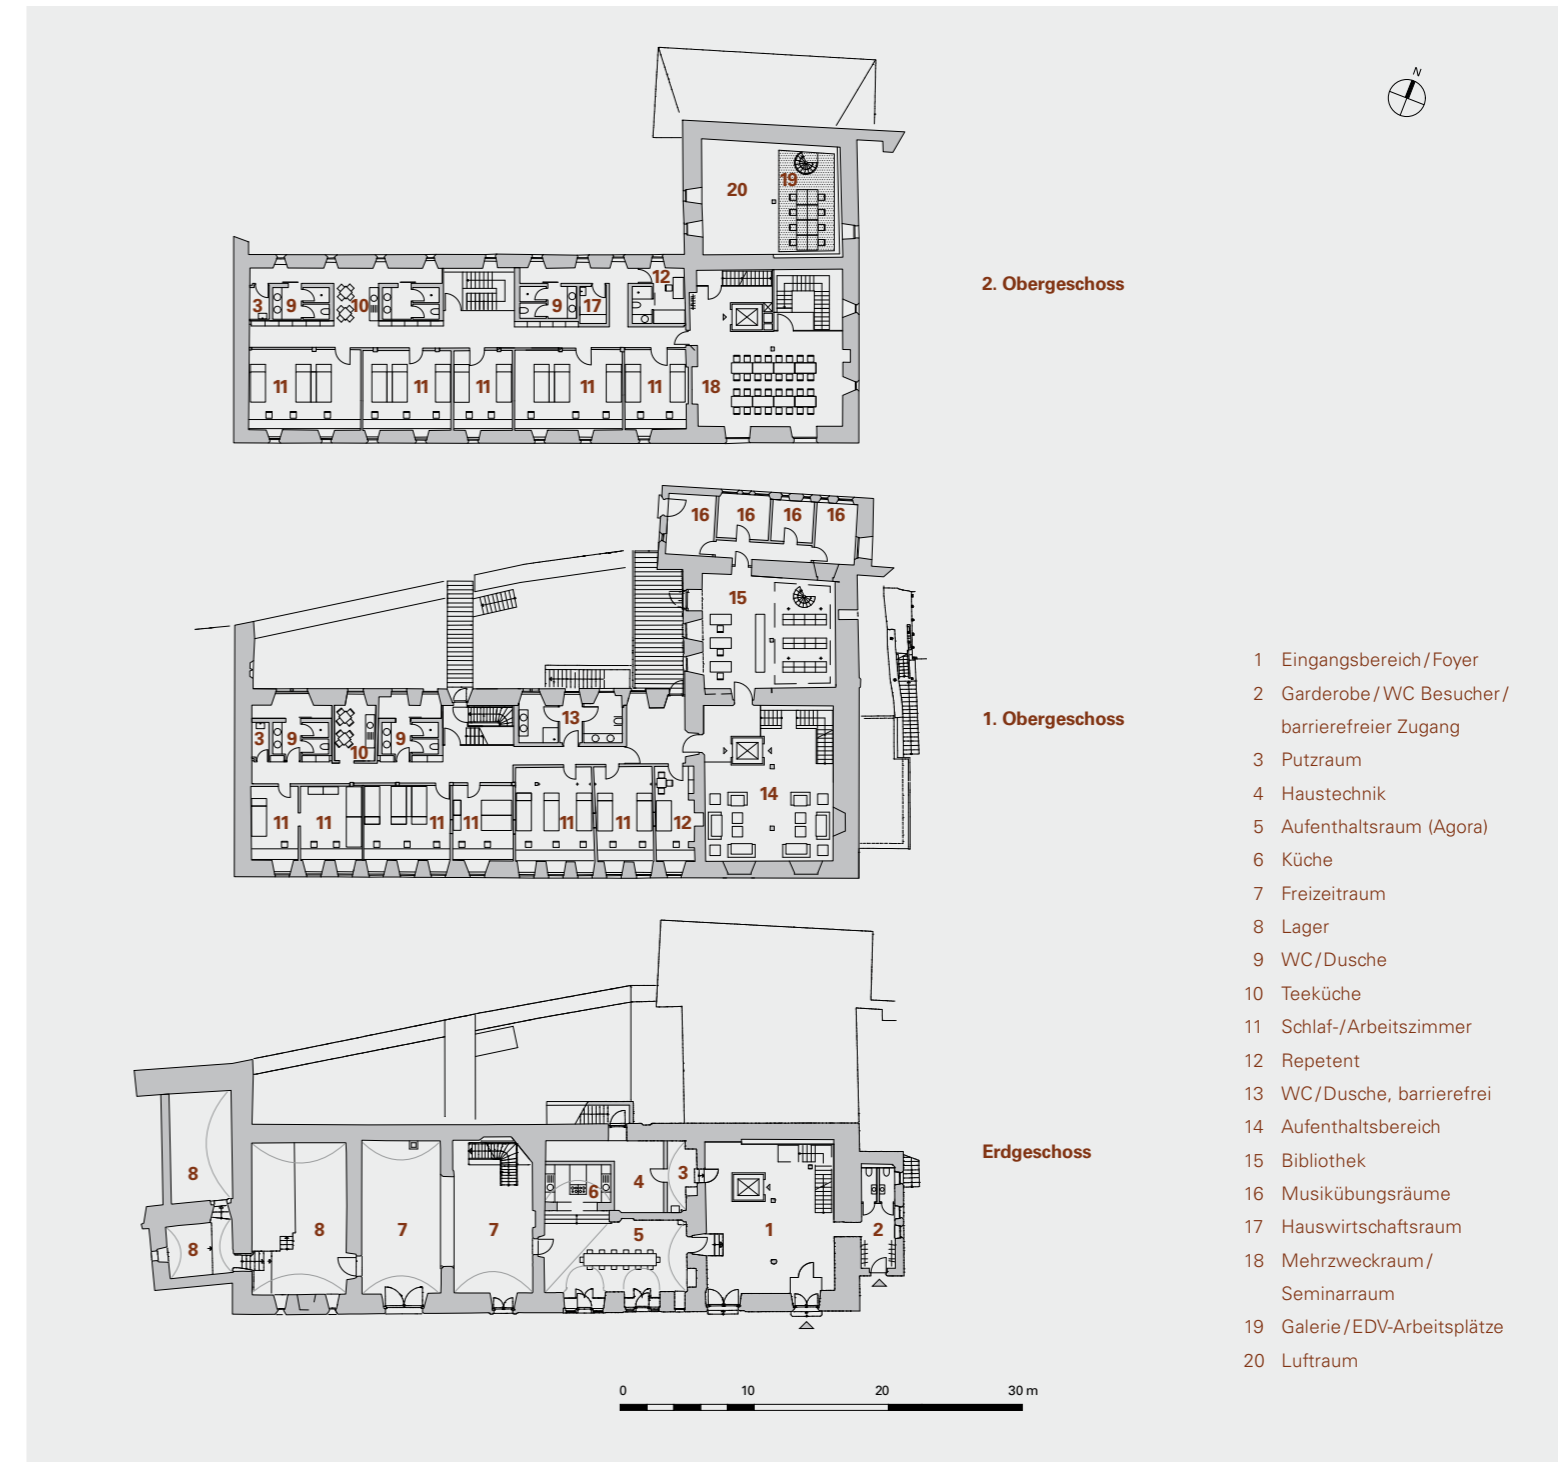 N
20
19
12
3
9
10
9
17
2. Obergeschoss
11
11
11
11
11
18
16
16
16
16
15
13
3
9
10
9
1. Obergeschoss
14
11
11
11
11
11
11
12
8
3
4
6
Erdgeschoss
8
8
7
7
5
1
2
0 10 20 30 m
1 Eingangsbereich/Foyer
2 Garderobe/WC Besucher/
barrierefreier Zugang
3 Putzraum
4 Haustechnik
5 Aufenthaltsraum (Agora)
6 Küche
7 Freizeitraum
8 Lager
9 WC/Dusche
10 Teeküche
11 Schlaf-/Arbeitszimmer
12 Repetent
13 WC/Dusche, barrierefrei
14 Aufenthaltsbereich
15 Bibliothek
16 Musikübungsräume
17 Hauswirtschaftsraum
18 Mehrzweckraum/
Seminarraum
19 Galerie/EDV-Arbeitsplätze
20 Luftraum